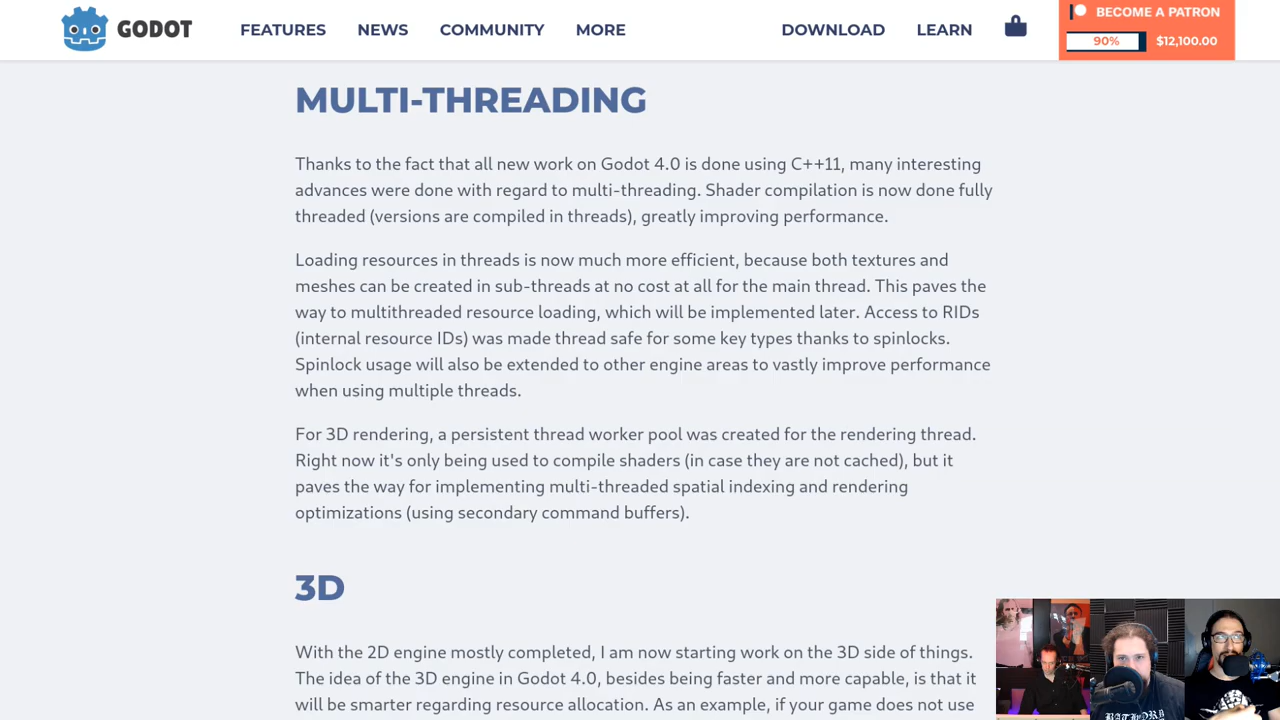 GODOT
FEATURES
NEWS
COMMUNITY
MORE
DOWNLOAD
LEARN
BECOME A PATRON
90%
$12,100.00
MULTI-THREADING
Thanks to the fact that all new work on Godot 4.0 is done using C++11, many interesting
advances were done with regard to multi-threading. Shader compilation is now done fully
threaded (versions are compiled in threads), greatly improving performance.
Loading resources in threads is now much more efficient, because both textures and
meshes can be created in sub-threads at no cost at all for the main thread. This paves the
way to multithreaded resource loading, which will be implemented later. Access to RIDs
(internal resource IDs) was made thread safe for some key types thanks to spinlocks.
Spinlock usage will also be extended to other engine areas to vastly improve performance
when using multiple threads.
For 3D rendering, a persistent thread worker pool was created for the rendering thread.
Right now it's only being used to compile shaders (in case they are not cached), but it
paves the way for implementing multi-threaded spatial indexing and rendering
optimizations (using secondary command buffers).
3D
With the 2D engine mostly completed, I am now starting work on the 3D side of things.
The idea of the 3D engine in Godot 4.0, besides being faster and more capable, is that it
will be smarter regarding resource allocation. As an example, if your game does not use
BATHORY